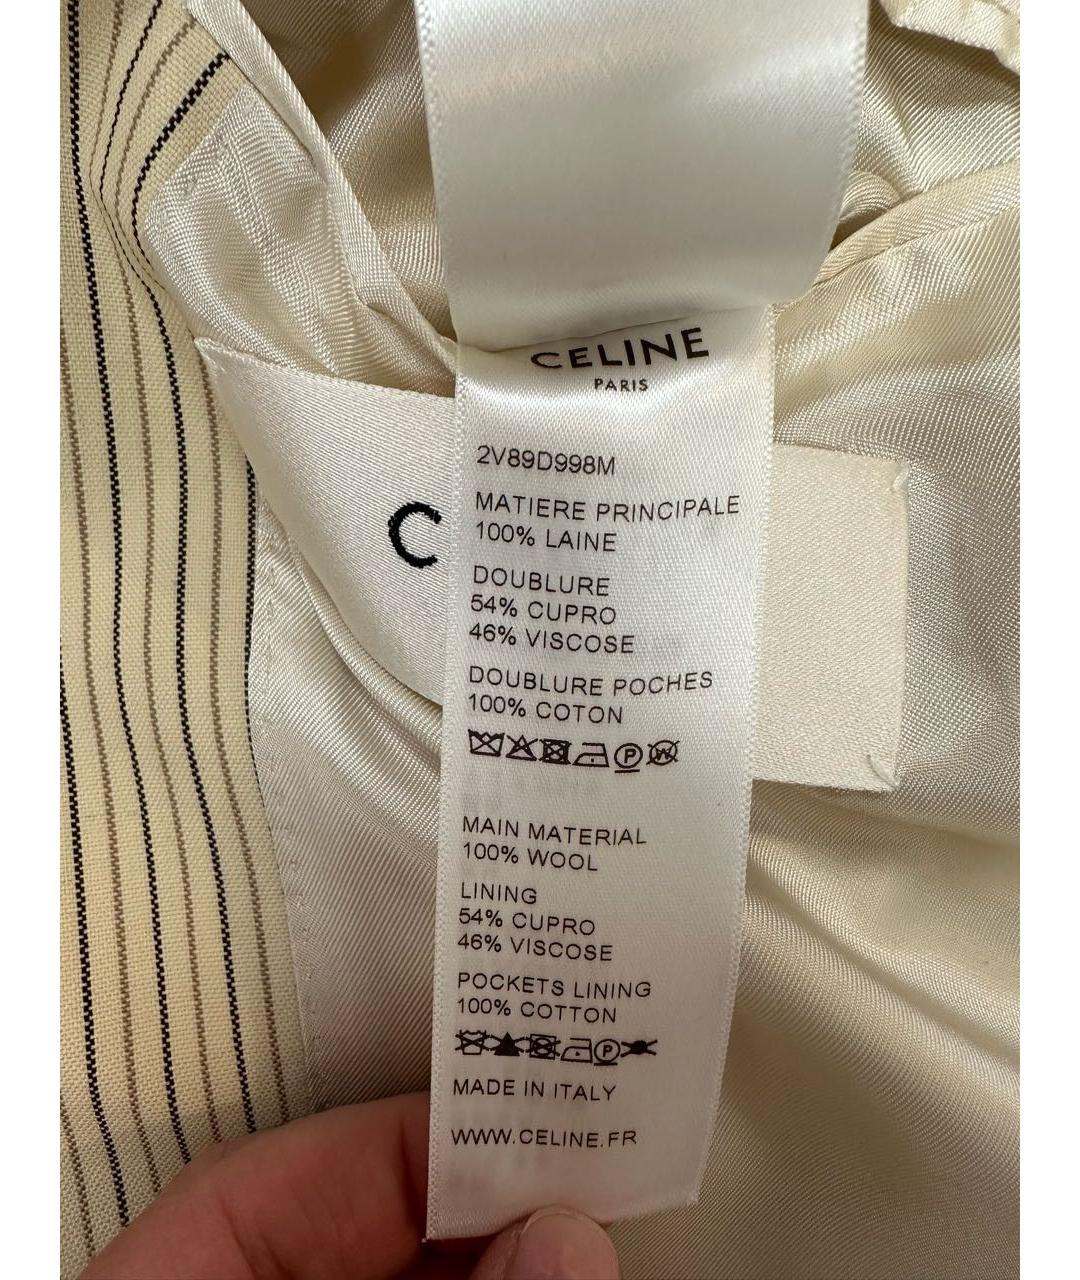 CELINE
PARIS
2V89D998M
MATIERE PRINCIPALE
100% LAINE
C
DOUBLURE
54% CUPRO
46% VISCOSE
DOUBLURE POCHES
100% COTON
MAIN MATERIAL
100% WOOL
LINING
54% CUPRO
46% VISCOSE
POCKETS LINING
100% COTTON
MADE IN ITALY
WWW.CELINE.FR